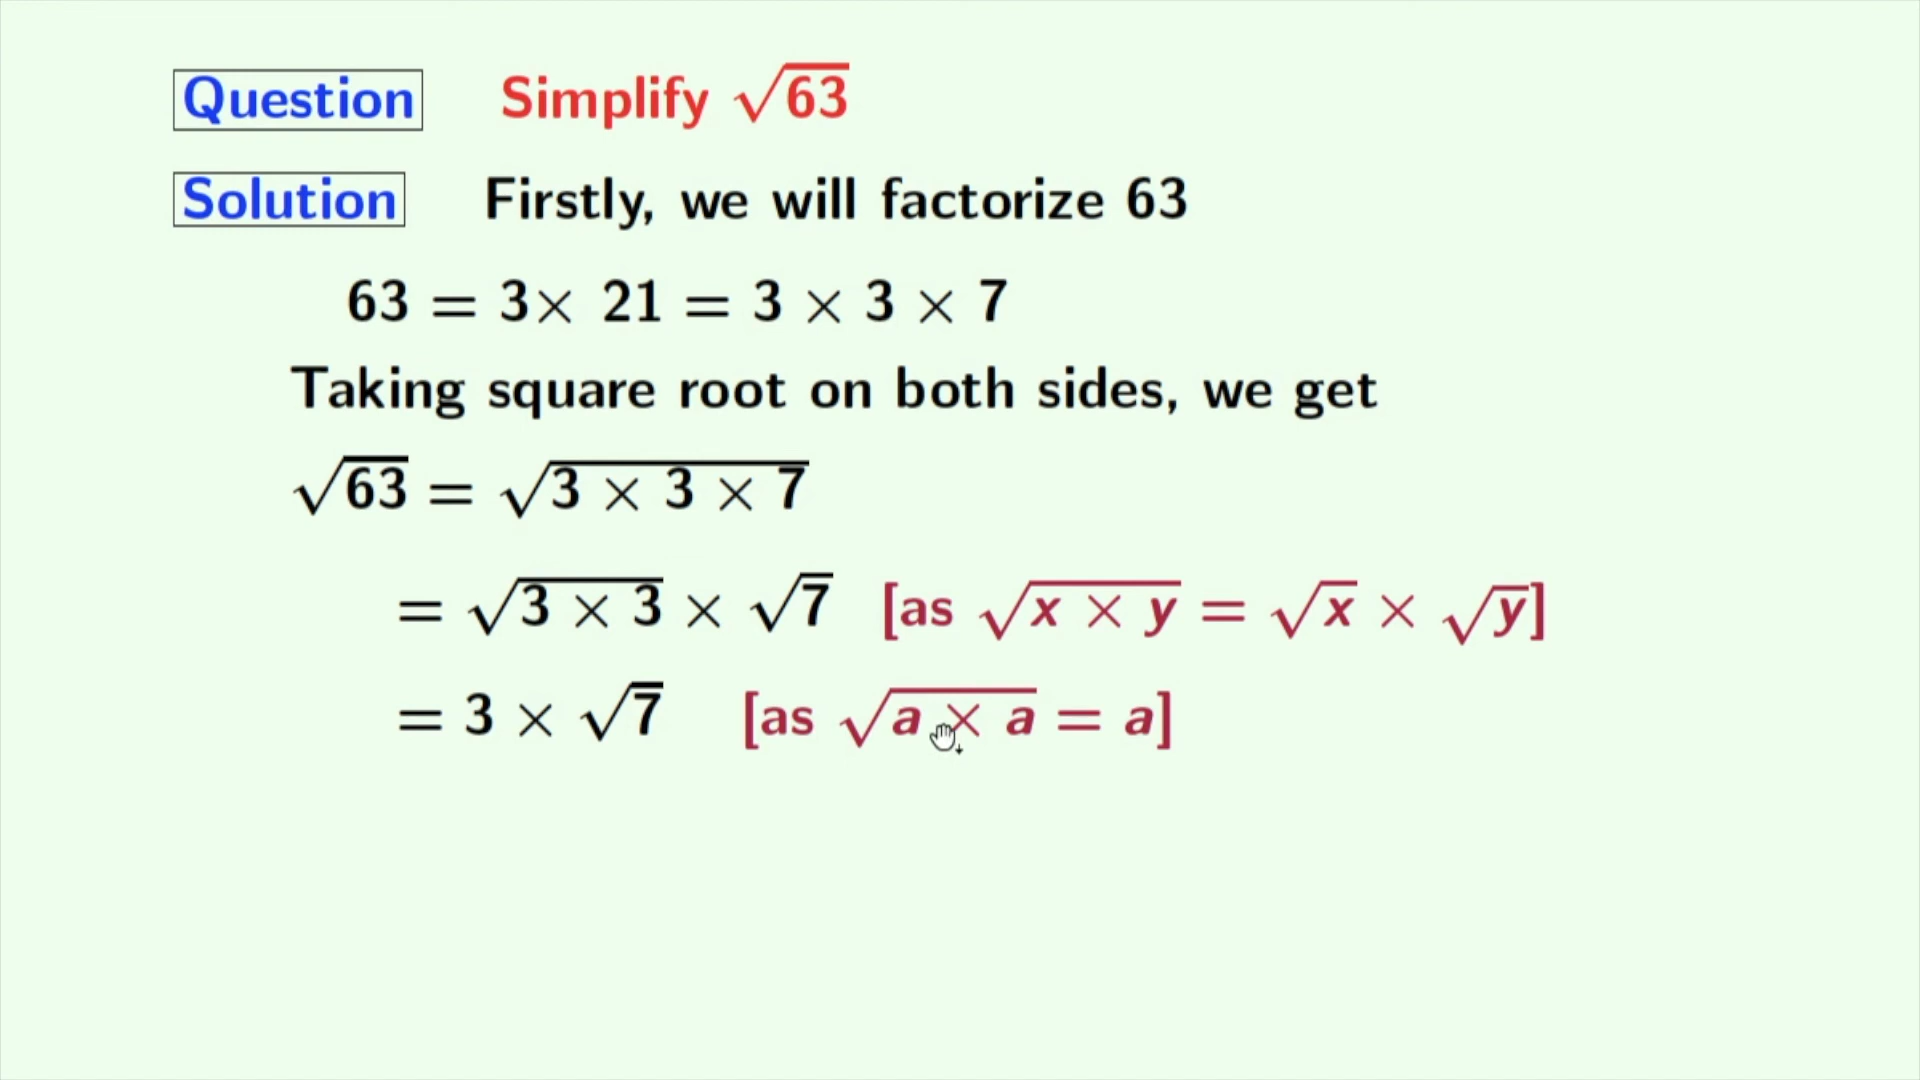 Question Simplify √63
Solution Firstly, we will factorize 63
63 = 3× 21 = 3 × 3 × 7
Taking square root on both sides, we get
√63 = √3 × 3 × 7
= √3 × 3 × √7 [as √x × y = √x × √y]
= 3 × √7 [as √a × a = a]